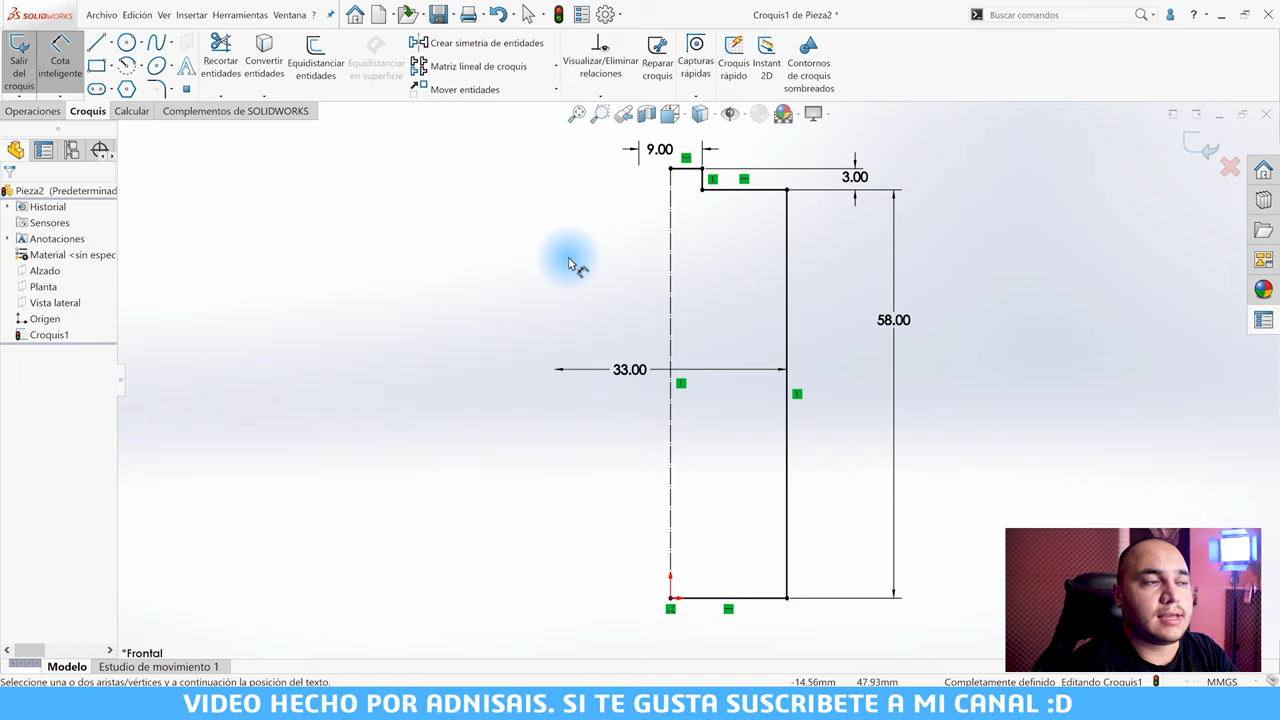 SOLIDWORKS
Archivo Edición Ver Insertar Herramientas Ventana ?
Croquis1 de Pieza2 *
Buscar comandos
?
Salir del croquis
Cota inteligente
Recortar entidades
Convertir entidades
Equidistanciar entidades
Equidistanciar en superficie
Crear simetría de entidades
Matriz lineal de croquis
Mover entidades
Visualizar/Eliminar relaciones
Reparar croquis
Capturas rápidas
Croquis rápido
Instant 2D
Contornos de croquis sombreados
Operaciones Croquis Calcular Complementos de SOLIDWORKS
Pieza2 (Predeterminad
Historial
Sensores
Anotaciones
Material <sin espec
Alzado
Planta
Vista lateral
Origen
Croquis1
9.00
3.00
58.00
33.00
*Frontal
Modelo Estudio de movimiento 1
Seleccione una o dos aristas/vértices y a continuación la posición del texto.
-14.56mm 47.93mm Completamente definido Editando Croquis1 MMGS
VIDEO HECHO POR ADNISAIS. SI TE GUSTA SUSCRIBETE A MI CANAL :D